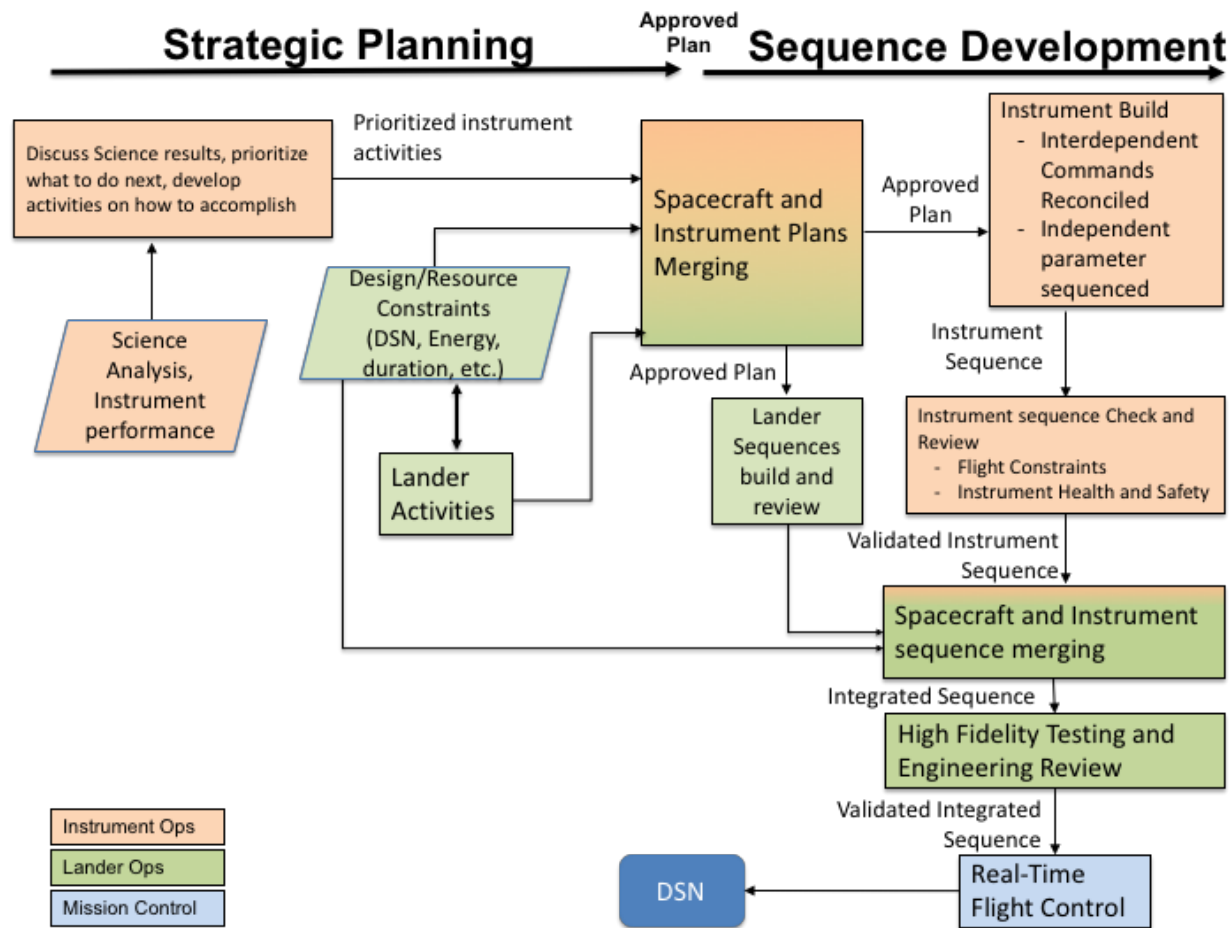 Strategic Planning
Approved
Plan
Sequence Development
Discuss Science results, prioritize
what to do next, develop
activities on how to accomplish
Prioritized instrument
activities
Spacecraft and
Instrument Plans
Merging
Approved
Plan
Instrument Build
- Interdependent
Commands
Reconciled
- Independent
parameter
sequenced
Design/Resource
Constraints
(DSN, Energy,
duration, etc.)
Science
Analysis,
Instrument
performance
Instrument
Sequence
Approved Plan
Lander
Activities
Lander
Sequences
build and
review
Instrument sequence Check and
Review
- Flight Constraints
- Instrument Health and Safety
Validated Instrument
Sequence
Spacecraft and Instrument
sequence merging
Integrated Sequence
High Fidelity Testing and
Engineering Review
Validated Integrated
Sequence
Instrument Ops
Lander Ops
Mission Control
DSN
Real-Time
Flight Control